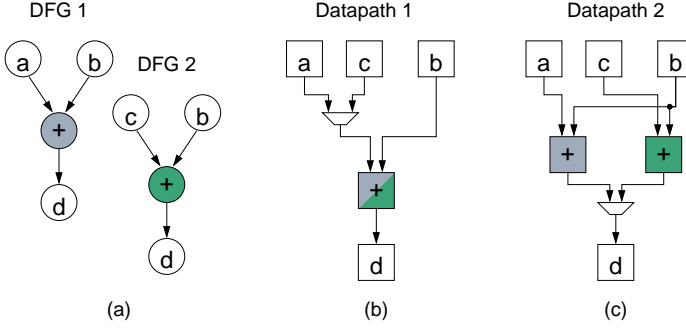 DFG 1
a
b
+
d
DFG 2
c
b
+
d
(a)
Datapath 1
a
c
b
+
d
(b)
Datapath 2
a
c
b
+
+
d
(c)